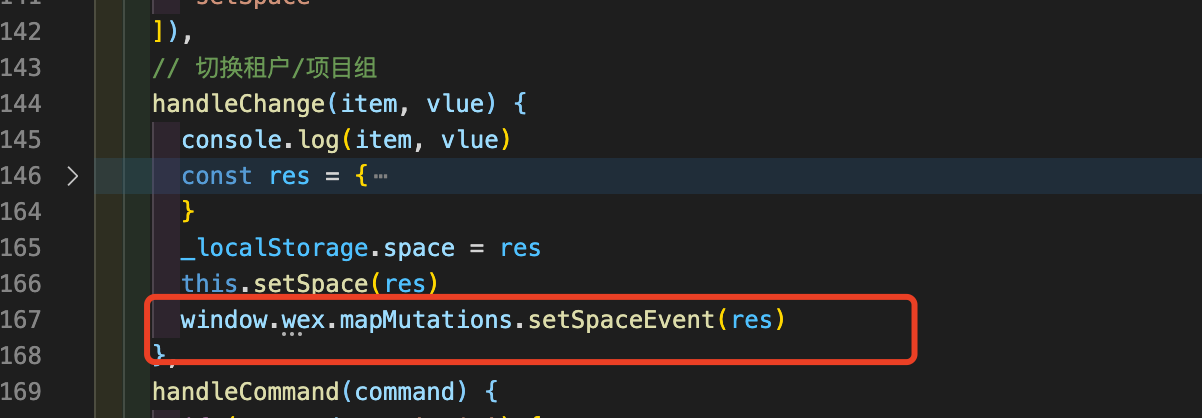 142 ]),
143 // 切换租户/项目组
144 handleChange(item, vlue) {
145 console.log(item, vlue)
146 const res = {⋯
164 }
165 _localStorage.space = res
166 this.setSpace(res)
167 window.wex.mapMutations.setSpaceEvent(res)
168 },
169 handleCommand(command) {